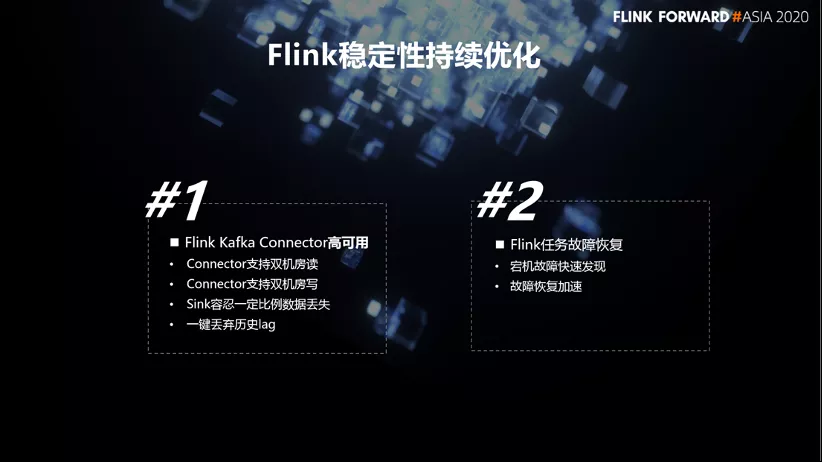 FLINK FORWARD #ASIA 2020
Flink稳定性持续优化
#1
■ Flink Kafka Connector高可用
• Connector支持双机房读
• Connector支持双机房写
• Sink容忍一定比例数据丢失
• 一键丢弃历史lag
#2
■ Flink任务故障恢复
• 宕机故障快速发现
• 故障恢复加速